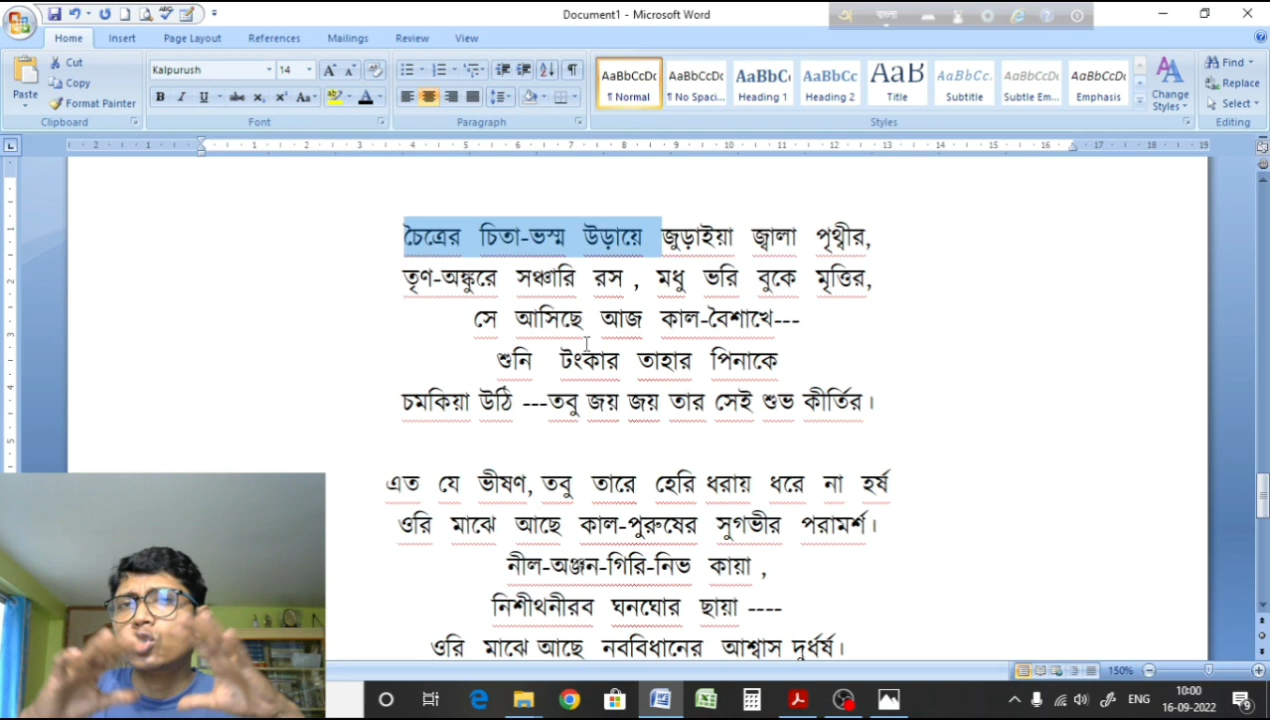 Document1 - Microsoft Word
Home Insert Page Layout References Mailings Review View
Paste
Cut
Copy
Format Painter
Clipboard
Kalpurush 14
Font
Paragraph
AaBbCcDc AaBbCcDc AaBbC AaBbCc AaB AaBbCc. AaBbCcDc AaBbCcDc
¶ Normal ¶ No Spaci... Heading 1 Heading 2 Title Subtitle Subtle Em... Emphasis
Change Styles
Styles
Find
Replace
Select
Editing
চৈত্রের চিতা-ভস্ম উড়ায়ে জুড়াইয়া জ্বালা পৃথ্বীর,
তৃণ-অঙ্কুরে সঞ্চারি রস , মধু ভরি বুকে মৃত্তির,
সে আসিছে আজ কাল-বৈশাখে---
শুনি টংকার তাহার পিনাকে
চমকিয়া উঠি ---তবু জয় জয় তার সেই শুভ কীর্তির।
এত যে ভীষণ, তবু তারে হেরি ধরায় ধরে না হর্ষ
ওরি মাঝে আছে কাল-পুরুষের সুগভীর পরামর্শ।
নীল-অঞ্জন-গিরি-নিভ কায়া ,
নিশীথনীরব ঘনঘোর ছায়া ----
ওরি মাঝে আছে নববিধানের আশ্বাস দুর্ধর্ষ।
150%
ENG
10:00
16-09-2022